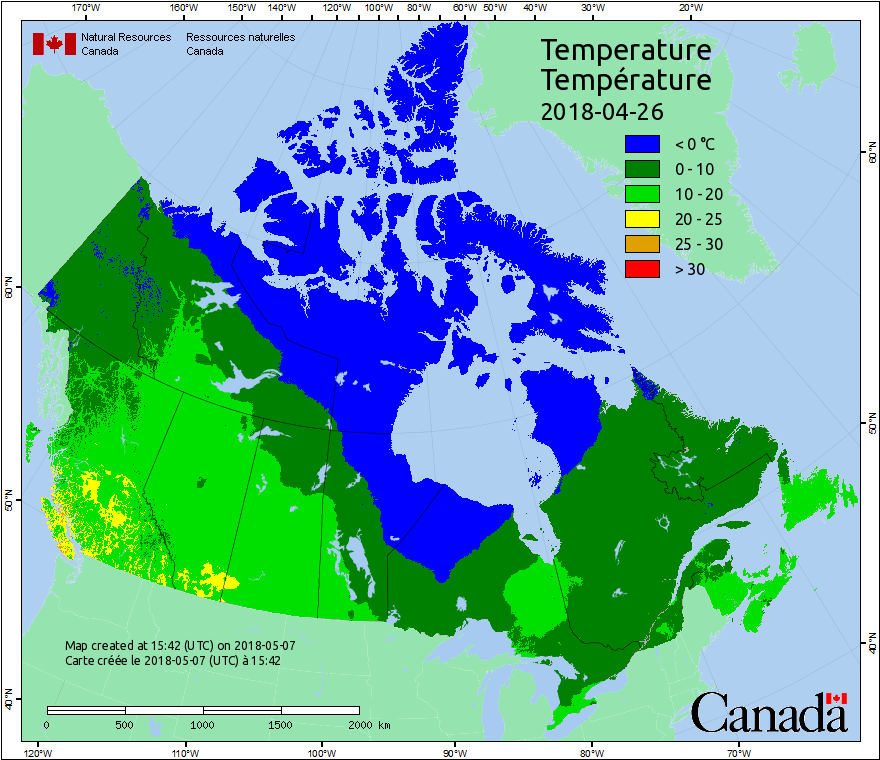 170°W 160°W 150°W 140°W 130°W 120°W 110°W 100°W 90°W 80°W 60°W 50°W 40°W 30°W 20°W
Natural Resources Ressources naturelles
Canada Canada
Temperature
Température
2018-04-26
< 0 °C
0 - 10
10 - 20
20 - 25
25 - 30
> 30
60°N
50°N
40°N
60°N
50°N
40°N
Map created at 15:42 (UTC) on 2018-05-07
Carte créée le 2018-05-07 (UTC) à 15:42
0 500 1000 1500 2000 km
Canada
120°W 110°W 100°W 90°W 80°W 70°W